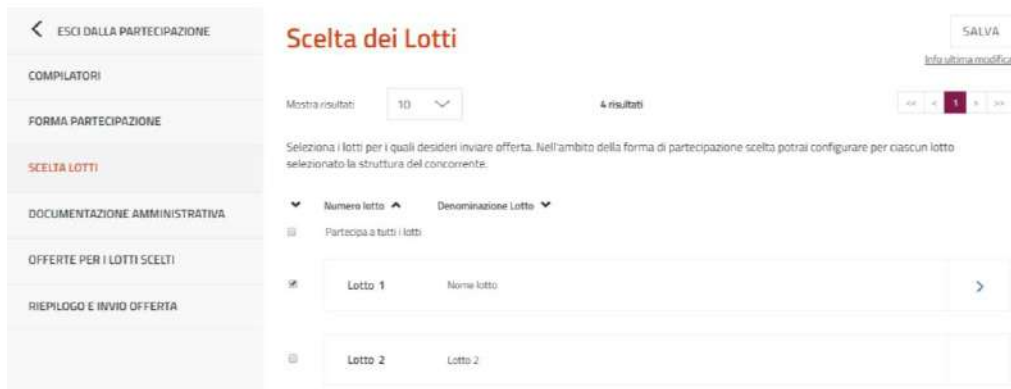 ESCI DALLA PARTECIPAZIONE
COMPILATORI
FORMA PARTECIPAZIONE
SCELTA LOTTI
DOCUMENTAZIONE AMMINISTRATIVA
OFFERTE PER I LOTTI SCELTI
RIEPILOGO E INVIO OFFERTA
Scelta dei Lotti
SALVA
Info ultima modifica
Mostra risultati 10 4 risultati << < 1 > >>
Seleziona i lotti per i quali desideri inviare offerta. Nell'ambito della forma di partecipazione scelta potrai configurare per ciascun lotto
selezionato la struttura del concorrente.
Numero lotto Denominazione Lotto
Partecipa a tutti i lotti
Lotto 1 Nome lotto
Lotto 2 Lotto 2